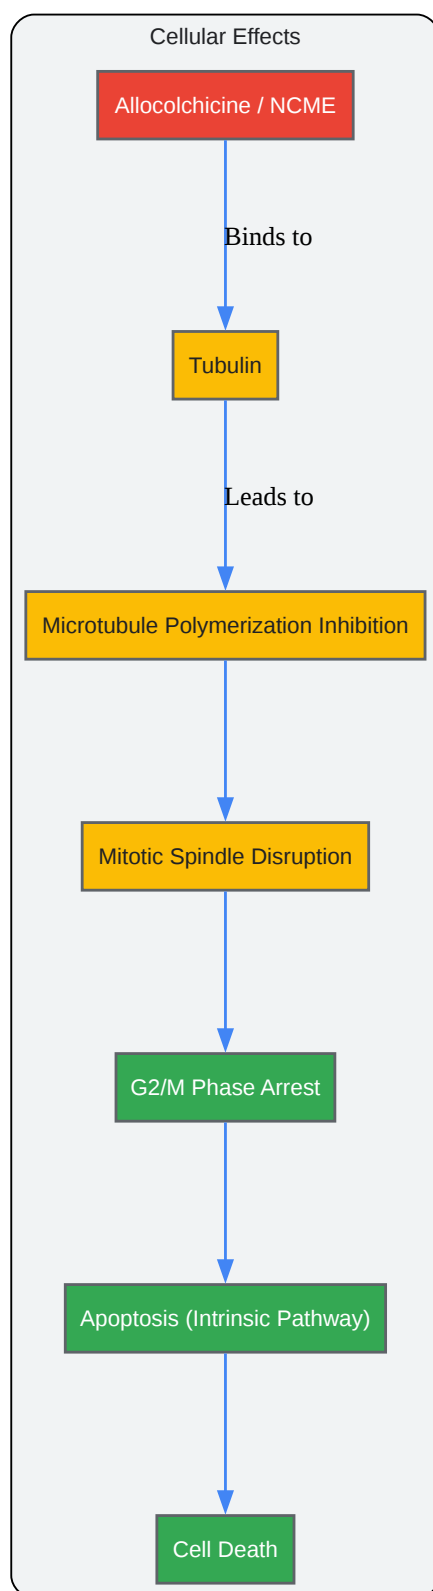 Cellular Effects
Allocolchicine / NCME
Binds to
Tubulin
Leads to
Microtubule Polymerization Inhibition
Mitotic Spindle Disruption
G2/M Phase Arrest
Apoptosis (Intrinsic Pathway)
Cell Death